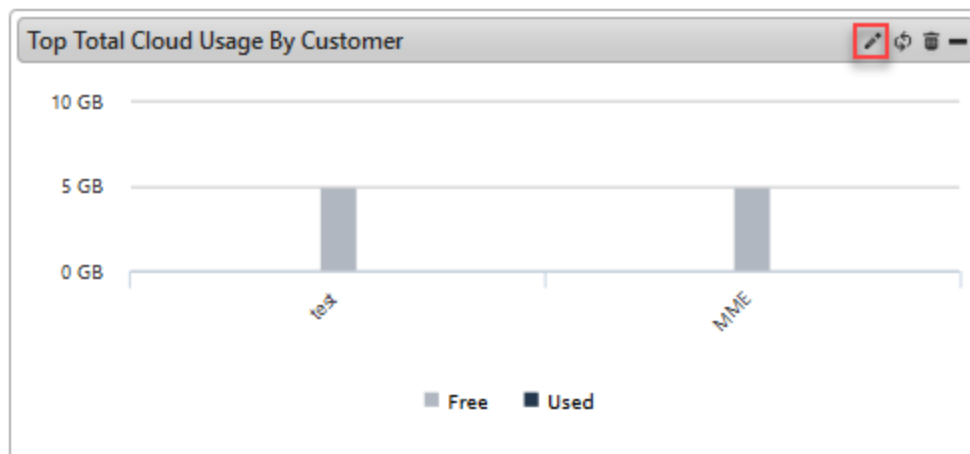 Top Total Cloud Usage By Customer
10 GB
5 GB
0 GB
test
MME
Free
Used